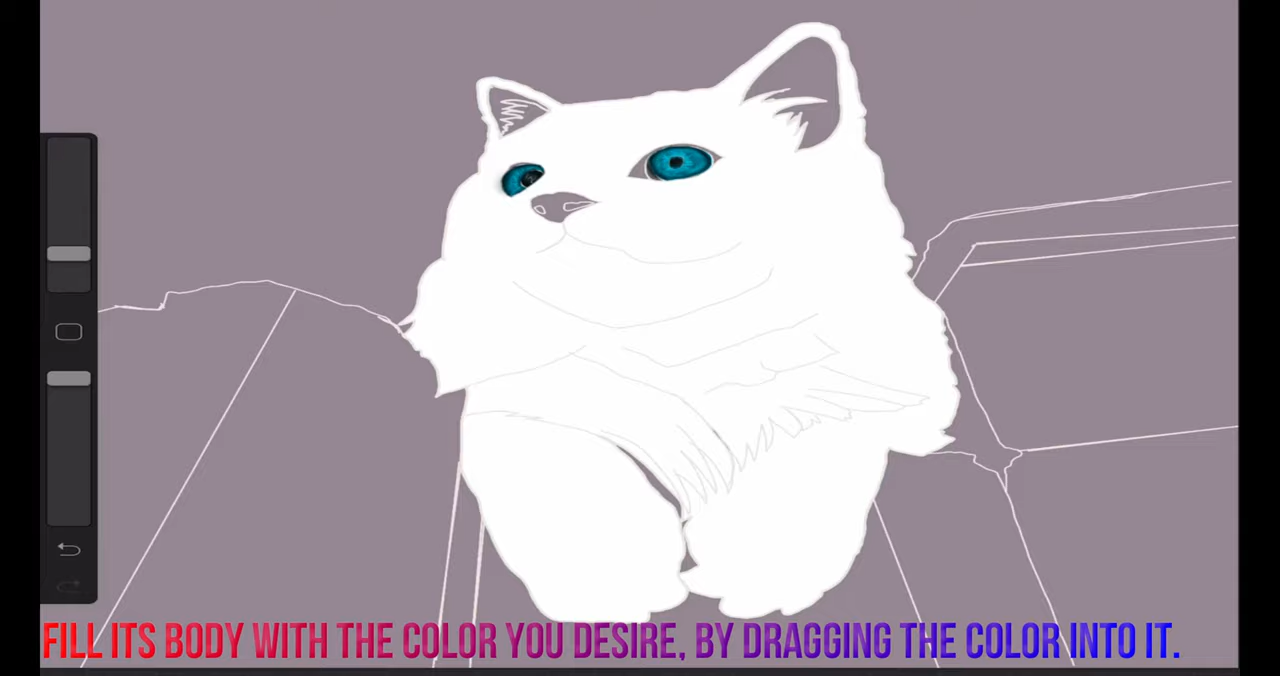 FILL ITS BODY WITH THE COLOR YOU DESIRE, BY DRAGGING THE COLOR INTO IT.